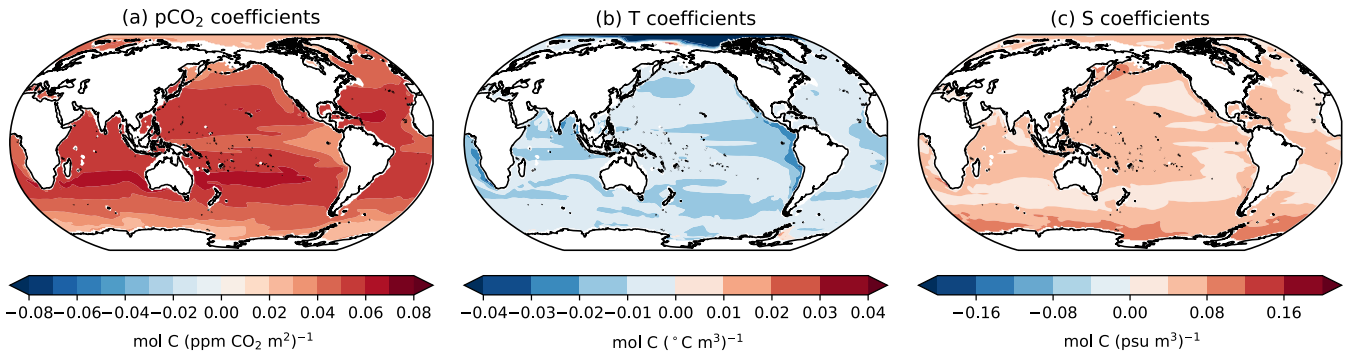 (a) pCO₂ coefficients
(b) T coefficients
(c) S coefficients
−0.08 −0.06 −0.04 −0.02 0.00 0.02 0.04 0.06 0.08
−0.04 −0.03 −0.02 −0.01 0.00 0.01 0.02 0.03 0.04
−0.16 −0.08 0.00 0.08 0.16
mol C (ppm CO₂ m²)⁻¹
mol C (°C m³)⁻¹
mol C (psu m³)⁻¹